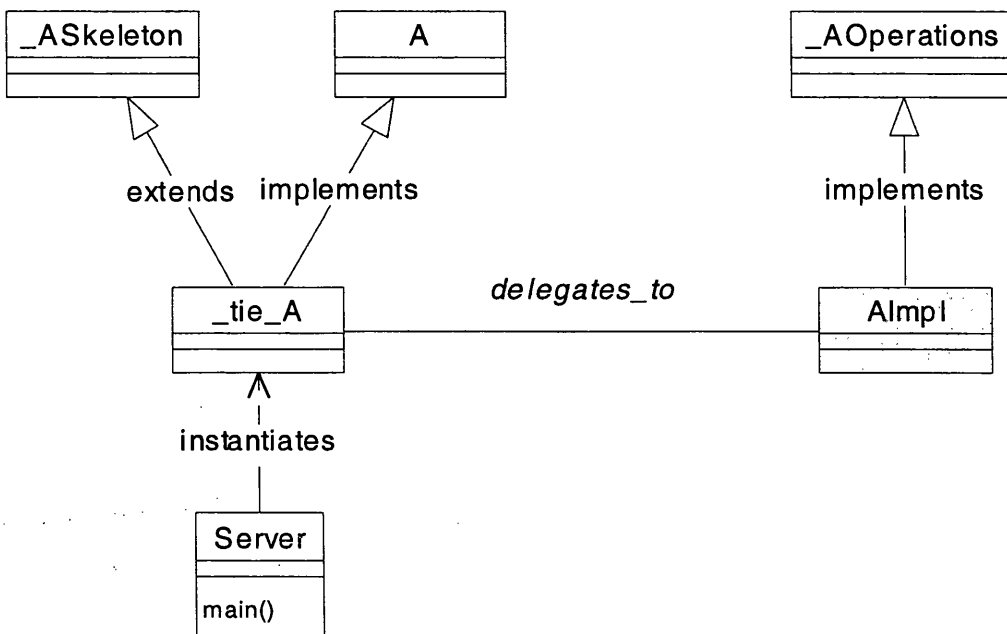 _ASkeleton
A
_AOperations
extends
implements
implements
delegates_to
_tie_A
AImpl
instantiates
Server
main()